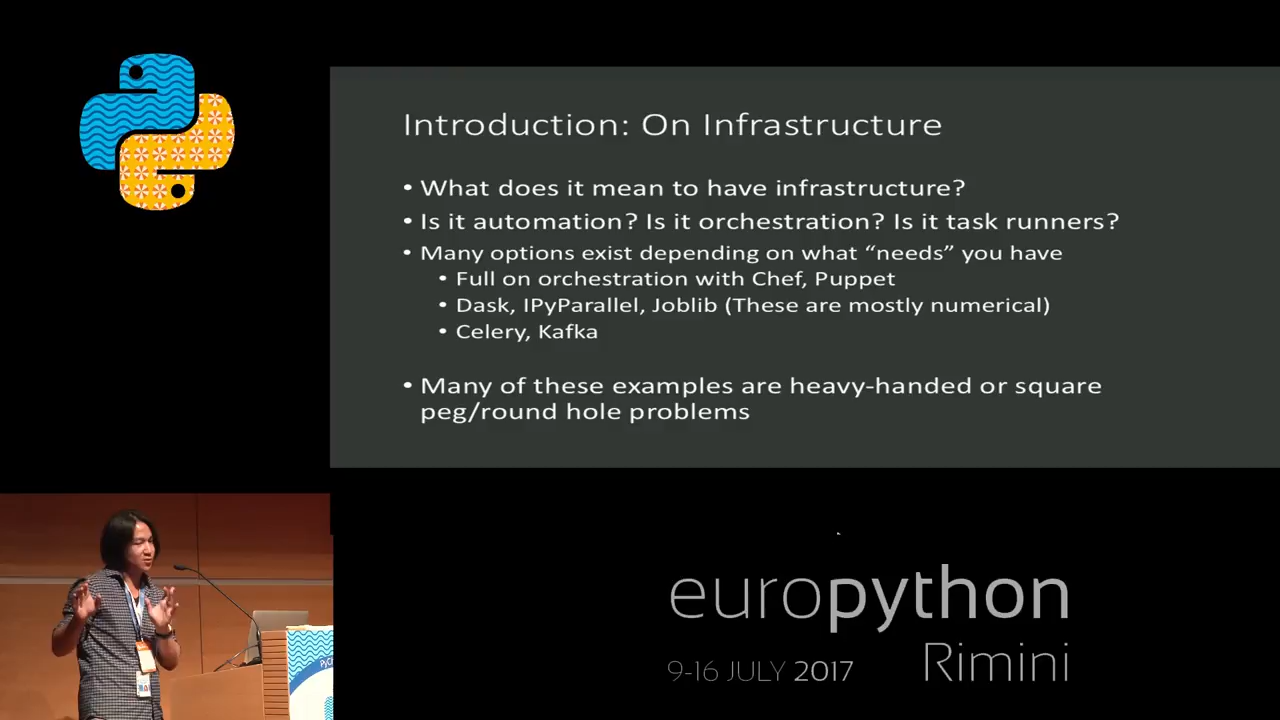 Introduction: On Infrastructure
• What does it mean to have infrastructure?
• Is it automation? Is it orchestration? Is it task runners?
• Many options exist depending on what “needs” you have
• Full on orchestration with Chef, Puppet
• Dask, IPyParallel, Joblib (These are mostly numerical)
• Celery, Kafka
• Many of these examples are heavy-handed or square
peg/round hole problems
europython
Rimini
9-16 JULY 2017